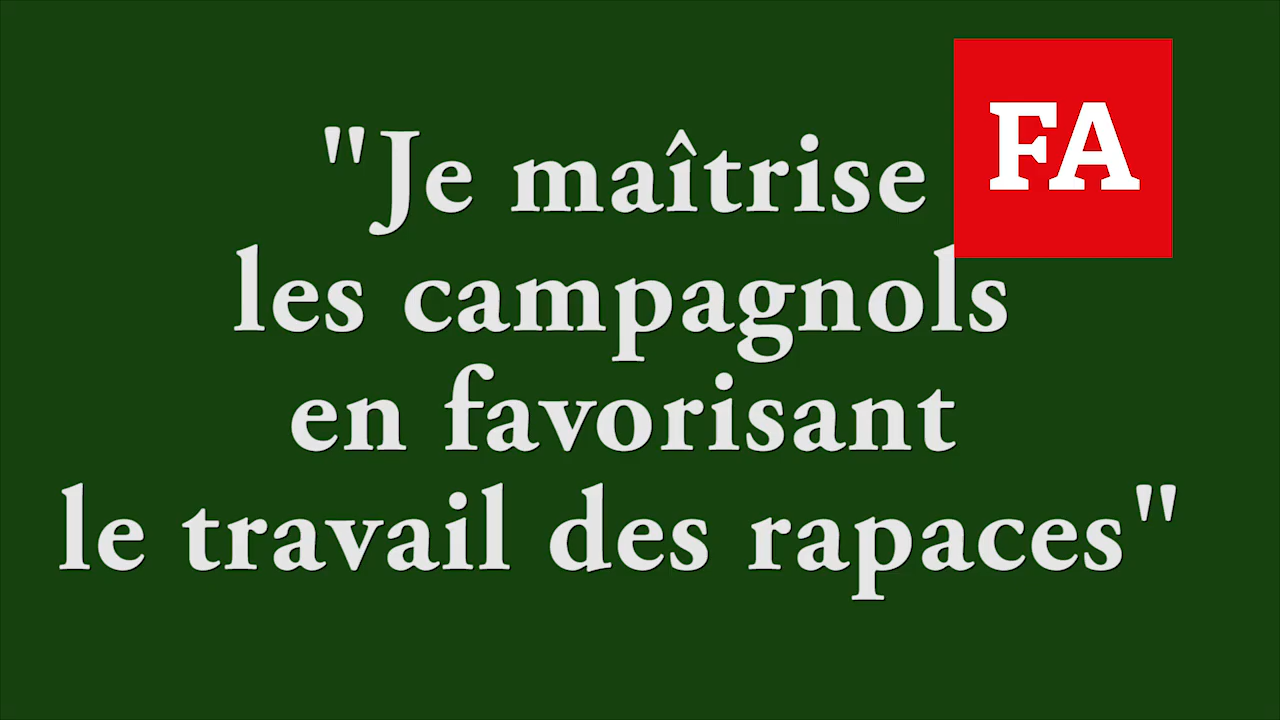 FA
"Je maîtrise
les campagnols
en favorisant
le travail des rapaces"